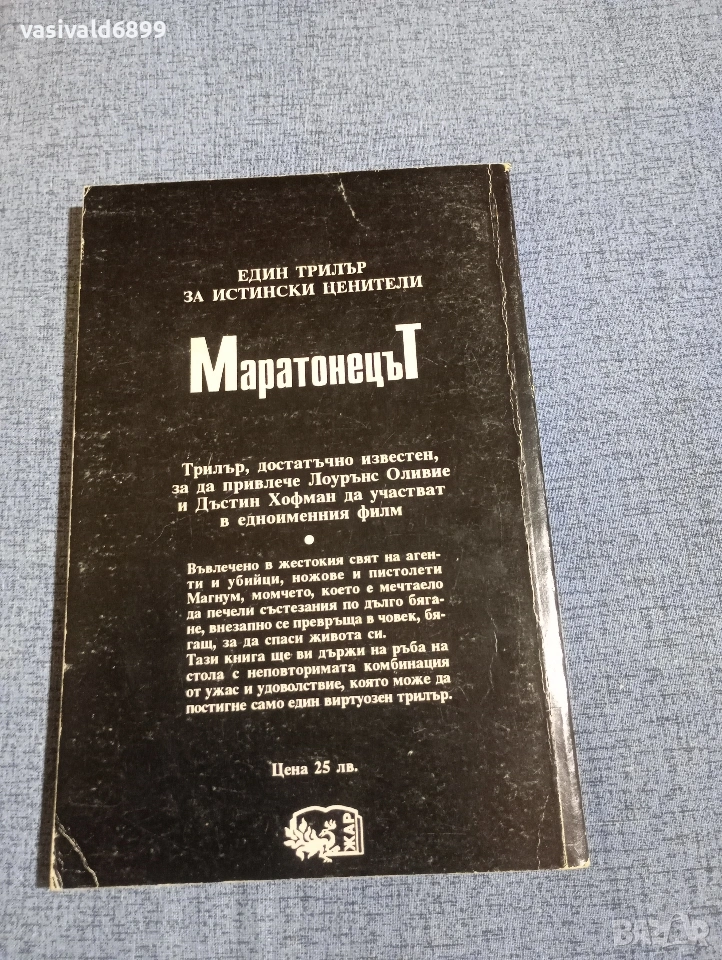 vasivald6899
ЕДИН ТРИЛЪР
ЗА ИСТИНСКИ ЦЕНИТЕЛИ
МаратонецъТ
Трилър, достатъчно известен,
за да привлече Лоурънс Оливие
и Дъстин Хофман да участват
в едноименния филм
Въвлечено в жестокия свят на аген-
ти и убийци, ножове и пистолети
Магнум, момчето, което е мечтаело
да печели състезания по дълго бяга-
не, внезапно се превръща в човек, бя-
гащ, за да спаси живота си.
Тази книга ще ви държи на ръба на
стола с неповторимата комбинация
от ужас и удоволствие, която може да
постигне само един виртуозен трилър.
Цена 25 лв.
ЖАР
BAZAR